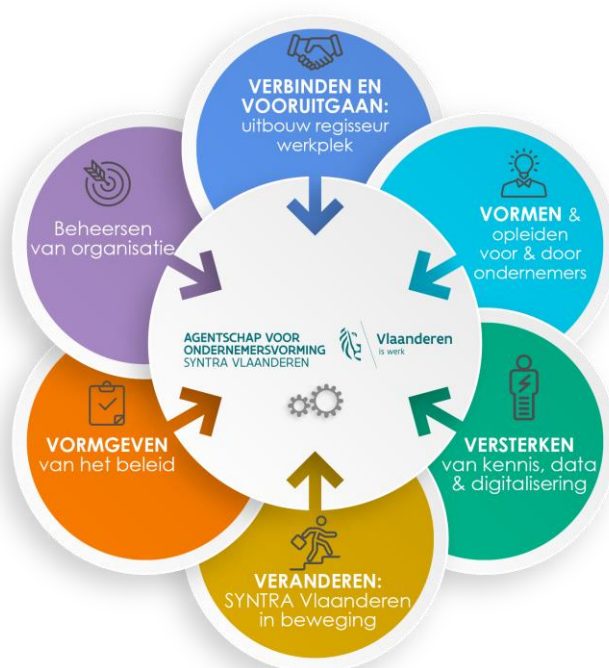 VERBINDEN EN
VOORUITGAAN:
uitbouw regisseur
werkplek
VORMEN &
opleiden
voor & door
ondernemers
VERSTERKEN
van kennis, data
& digitalisering
VERANDEREN:
SYNTRA Vlaanderen
in beweging
VORMGEVEN
van het beleid
Beheersen
van organisatie
AGENTSCHAP VOOR
ONDERNEMERSVORMING
SYNTRA VLAANDEREN
Vlaanderen
is werk